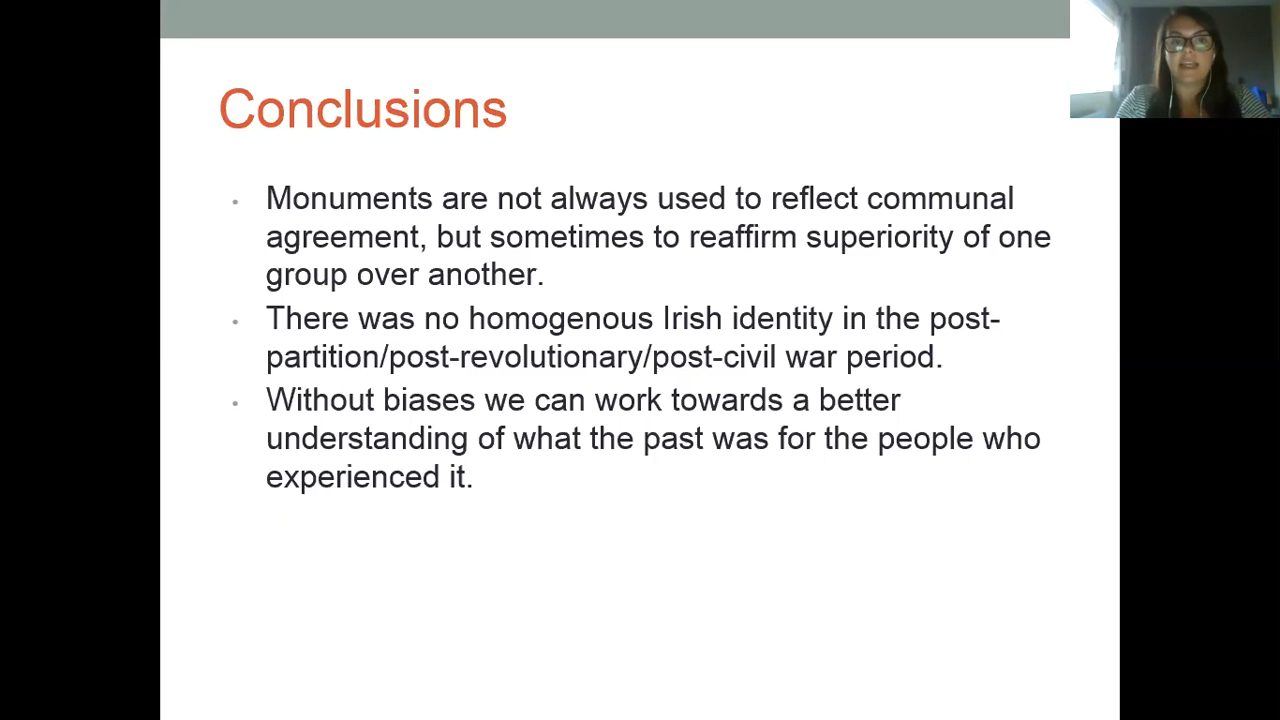 Conclusions
Monuments are not always used to reflect communal
agreement, but sometimes to reaffirm superiority of one
group over another.
There was no homogenous Irish identity in the post-
partition/post-revolutionary/post-civil war period.
Without biases we can work towards a better
understanding of what the past was for the people who
experienced it.